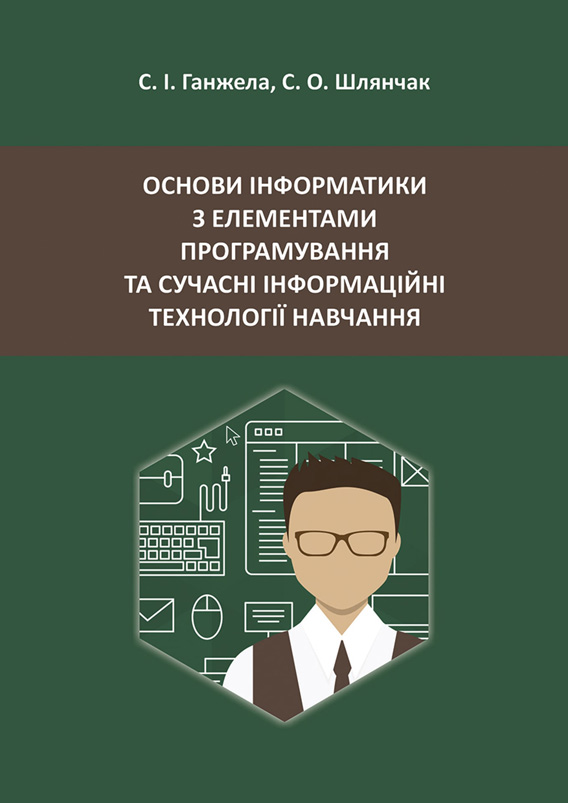 С. І. Ганжела, С. О. Шлянчак
ОСНОВИ ІНФОРМАТИКИ
З ЕЛЕМЕНТАМИ
ПРОГРАМУВАННЯ
ТА СУЧАСНІ ІНФОРМАЦІЙНІ
ТЕХНОЛОГІЇ НАВЧАННЯ